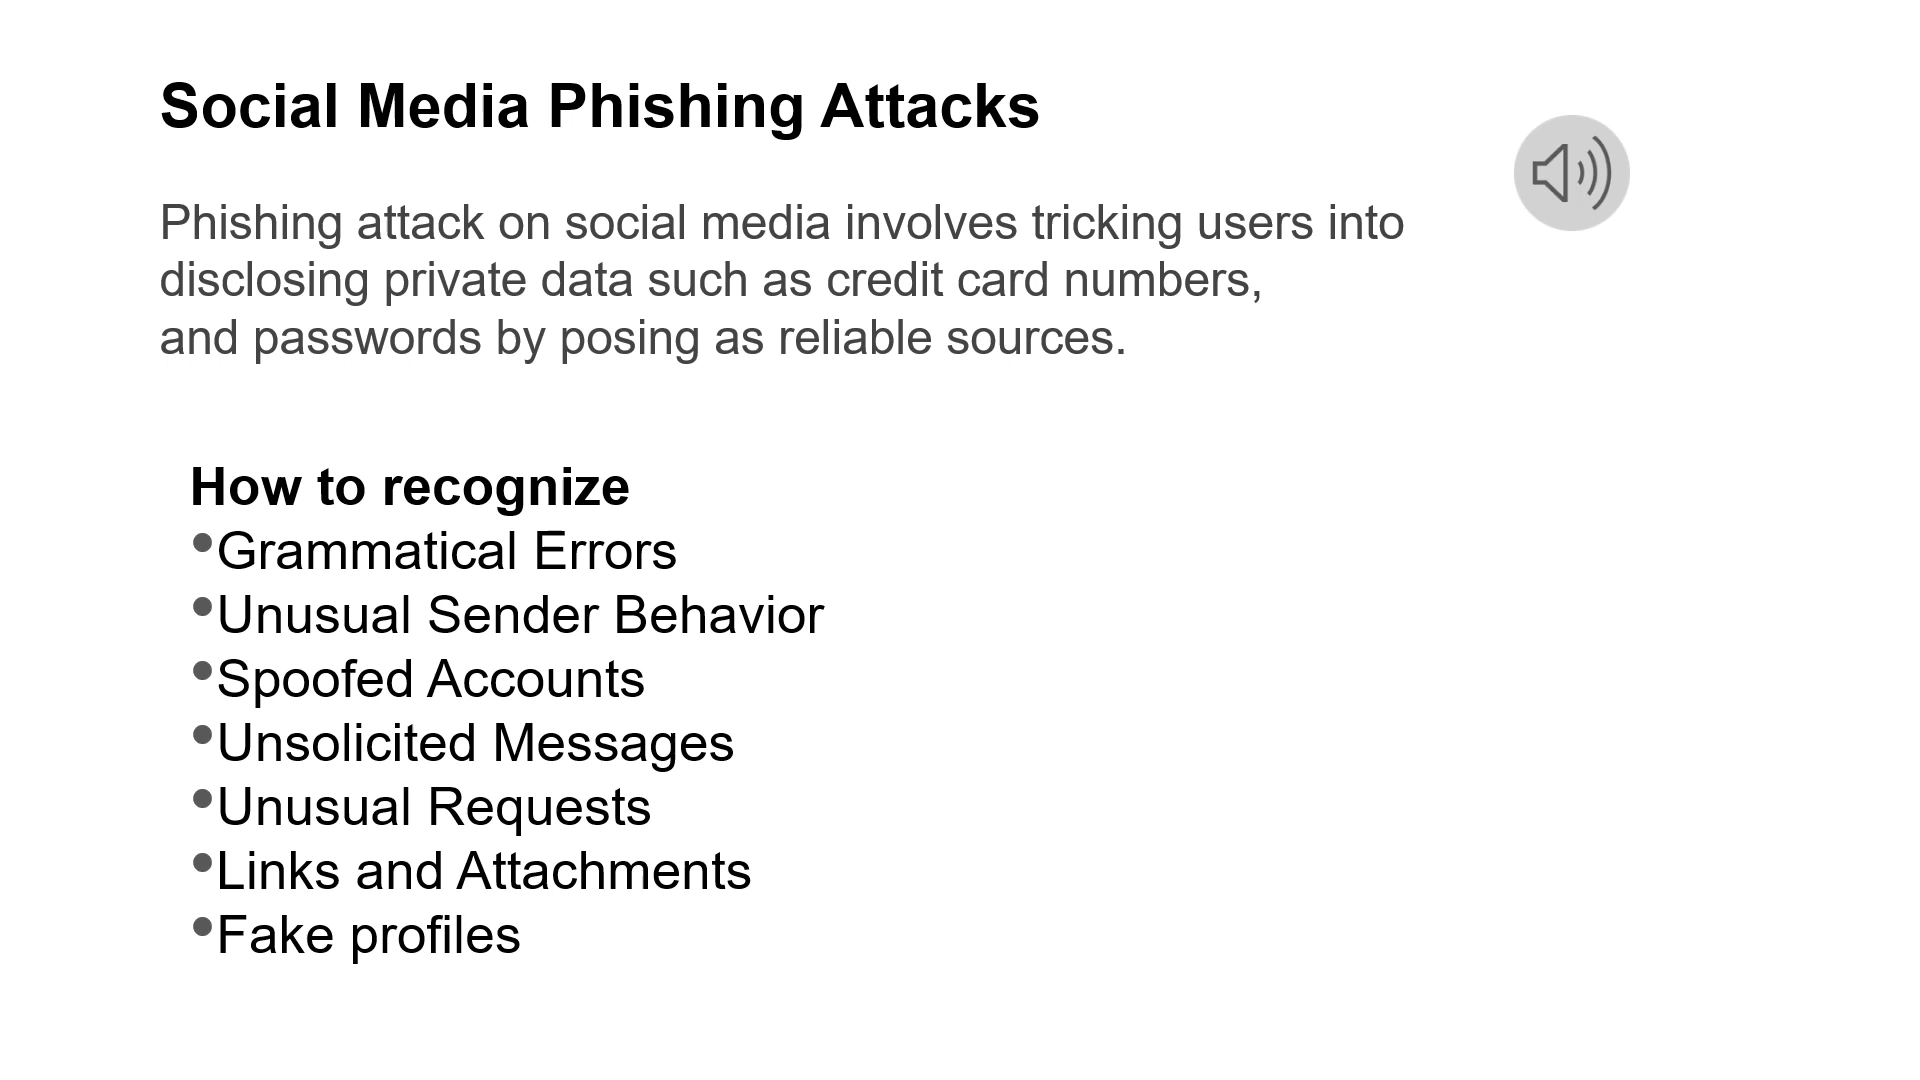 Social Media Phishing Attacks
Phishing attack on social media involves tricking users into
disclosing private data such as credit card numbers,
and passwords by posing as reliable sources.
How to recognize
•Grammatical Errors
•Unusual Sender Behavior
•Spoofed Accounts
•Unsolicited Messages
•Unusual Requests
•Links and Attachments
•Fake profiles